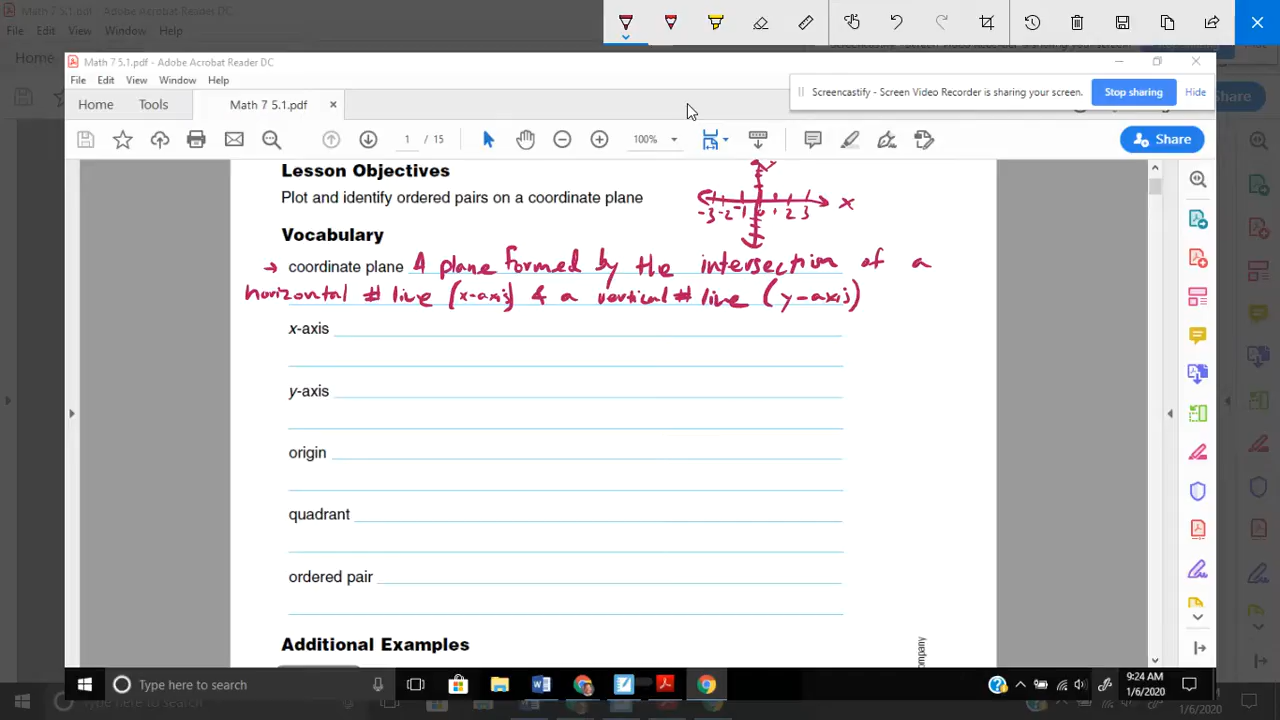 Math 7 5.1.pdf - Adobe Acrobat Reader DC
File Edit View Window Help
Home Tools Math 7 5.1.pdf ×
Screencastify - Screen Video Recorder is sharing your screen. Stop sharing Hide
1 / 15 100% Share
Lesson Objectives
Plot and identify ordered pairs on a coordinate plane
-3 -2 -1 0 1 2 3 x
Vocabulary
→ coordinate plane A plane formed by the intersection of a
horizontal # line (x-axis) & a vertical # line (y-axis)
x-axis
y-axis
origin
quadrant
ordered pair
Additional Examples
ompany
Type here to search
9:24 AM
1/6/2020
1/6/2020